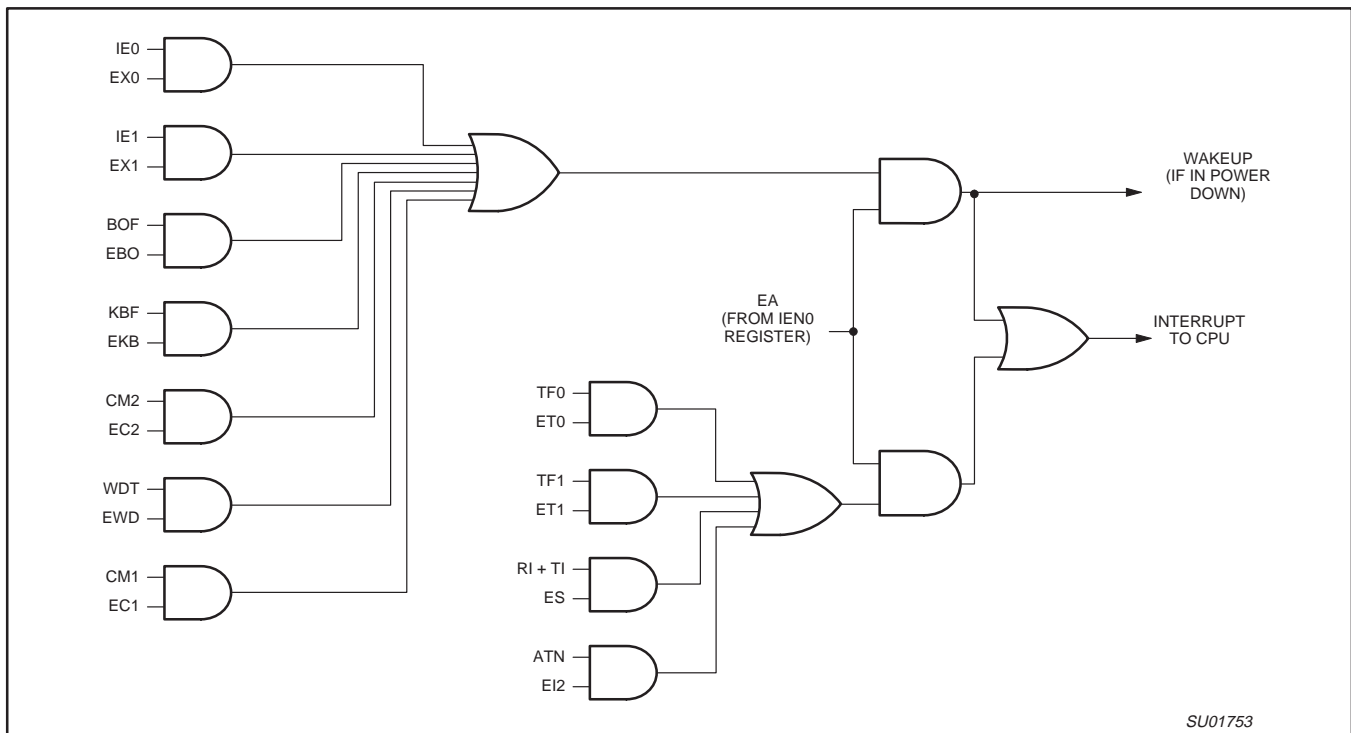 IE0
EX0
IE1
EX1
BOF
EBO
KBF
EKB
CM2
EC2
WDT
EWD
CM1
EC1
EA
(FROM IEN0
REGISTER)
TF0
ET0
TF1
ET1
RI + TI
ES
ATN
EI2
WAKEUP
(IF IN POWER
DOWN)
INTERRUPT
TO CPU
SU01753